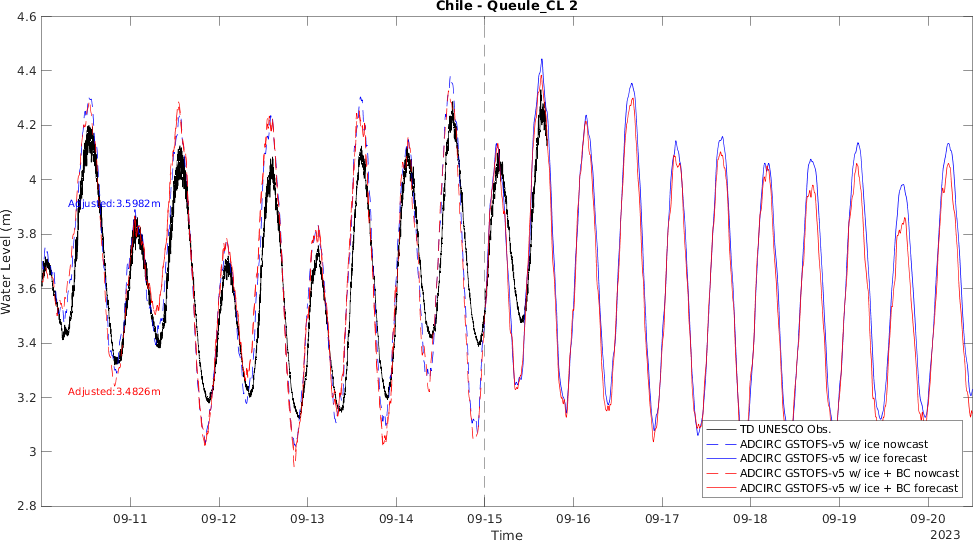 Chile - Queule_CL 2
4.6
4.4
4.2
4
3.8
3.6
3.4
3.2
3
2.8
Water Level (m)
Adjusted:3.5982m
Adjusted:3.4826m
TD UNESCO Obs.
ADCIRC GSTOFS-v5 w/ ice nowcast
ADCIRC GSTOFS-v5 w/ ice forecast
ADCIRC GSTOFS-v5 w/ ice + BC nowcast
ADCIRC GSTOFS-v5 w/ ice + BC forecast
09-11 09-12 09-13 09-14 09-15 09-16 09-17 09-18 09-19 09-20
Time
2023